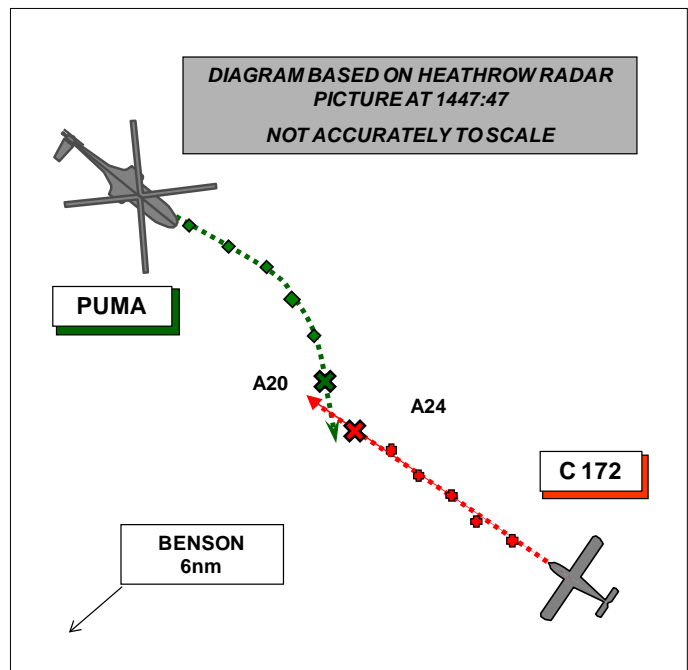 DIAGRAM BASED ON HEATHROW RADAR
PICTURE AT 1447:47
NOT ACCURATELY TO SCALE
PUMA
A20
A24
C 172
BENSON
6nm